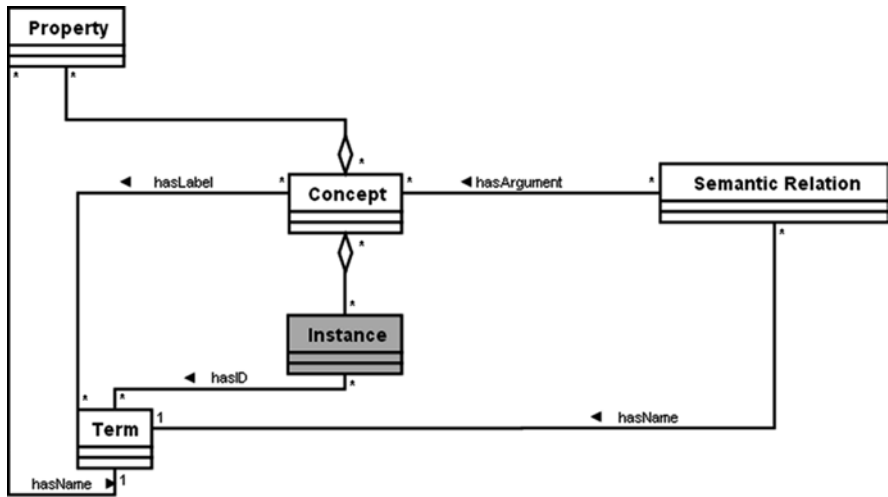 Property
* *
*
◄ hasLabel * Concept * ◄ hasArgument * Semantic Relation
* *
*
Instance
◄ hasID *
* *
Term 1 ◄ hasName
hasName ► 1